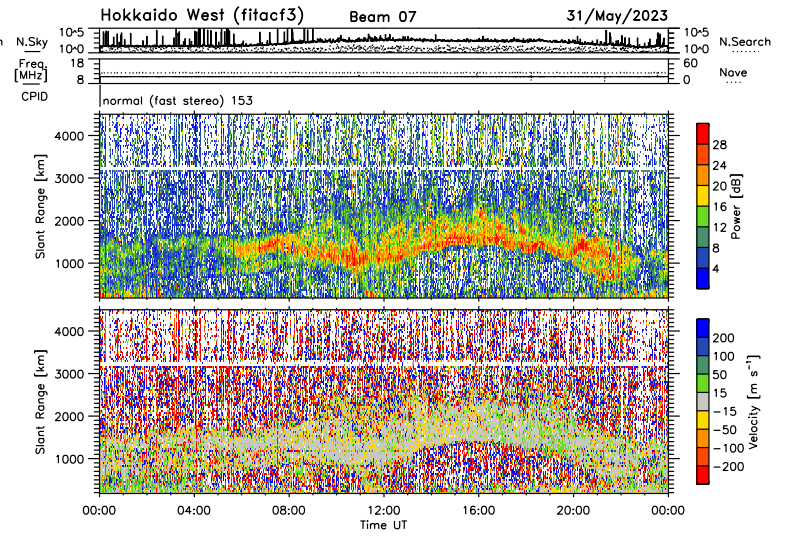 Hokkaido West (fitacf3) Beam 07 31/May/2023
n N.Sky 10^5 10^0 10^5 10^0 N.Search
Freq. [MHz] 18 8 60 0 Nave
CPID normal (fast stereo) 153
Slant Range [km]
4000
3000
2000
1000
28
24
20
16
12
8
4
Power [dB]
Slant Range [km]
4000
3000
2000
1000
200
100
50
15
-15
-50
-100
-200
Velocity [m s⁻¹]
00:00 04:00 08:00 12:00 16:00 20:00 00:00
Time UT